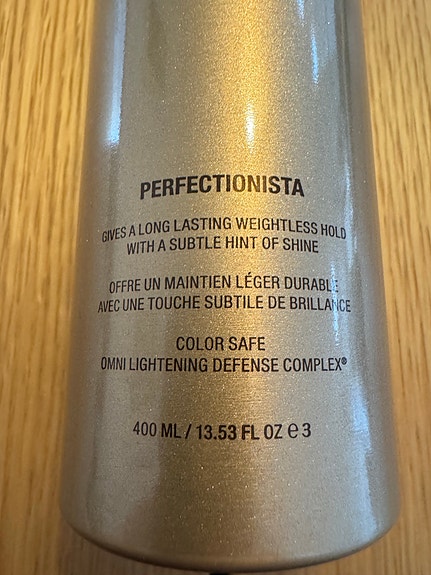 PERFECTIONISTA
GIVES A LONG LASTING WEIGHTLESS HOLD
WITH A SUBTLE HINT OF SHINE
OFFRE UN MAINTIEN LÉGER DURABLE
AVEC UNE TOUCHE SUBTILE DE BRILLANCE
COLOR SAFE
OMNI LIGHTENING DEFENSE COMPLEX®
400 ML / 13.53 FL OZ ℮ 3